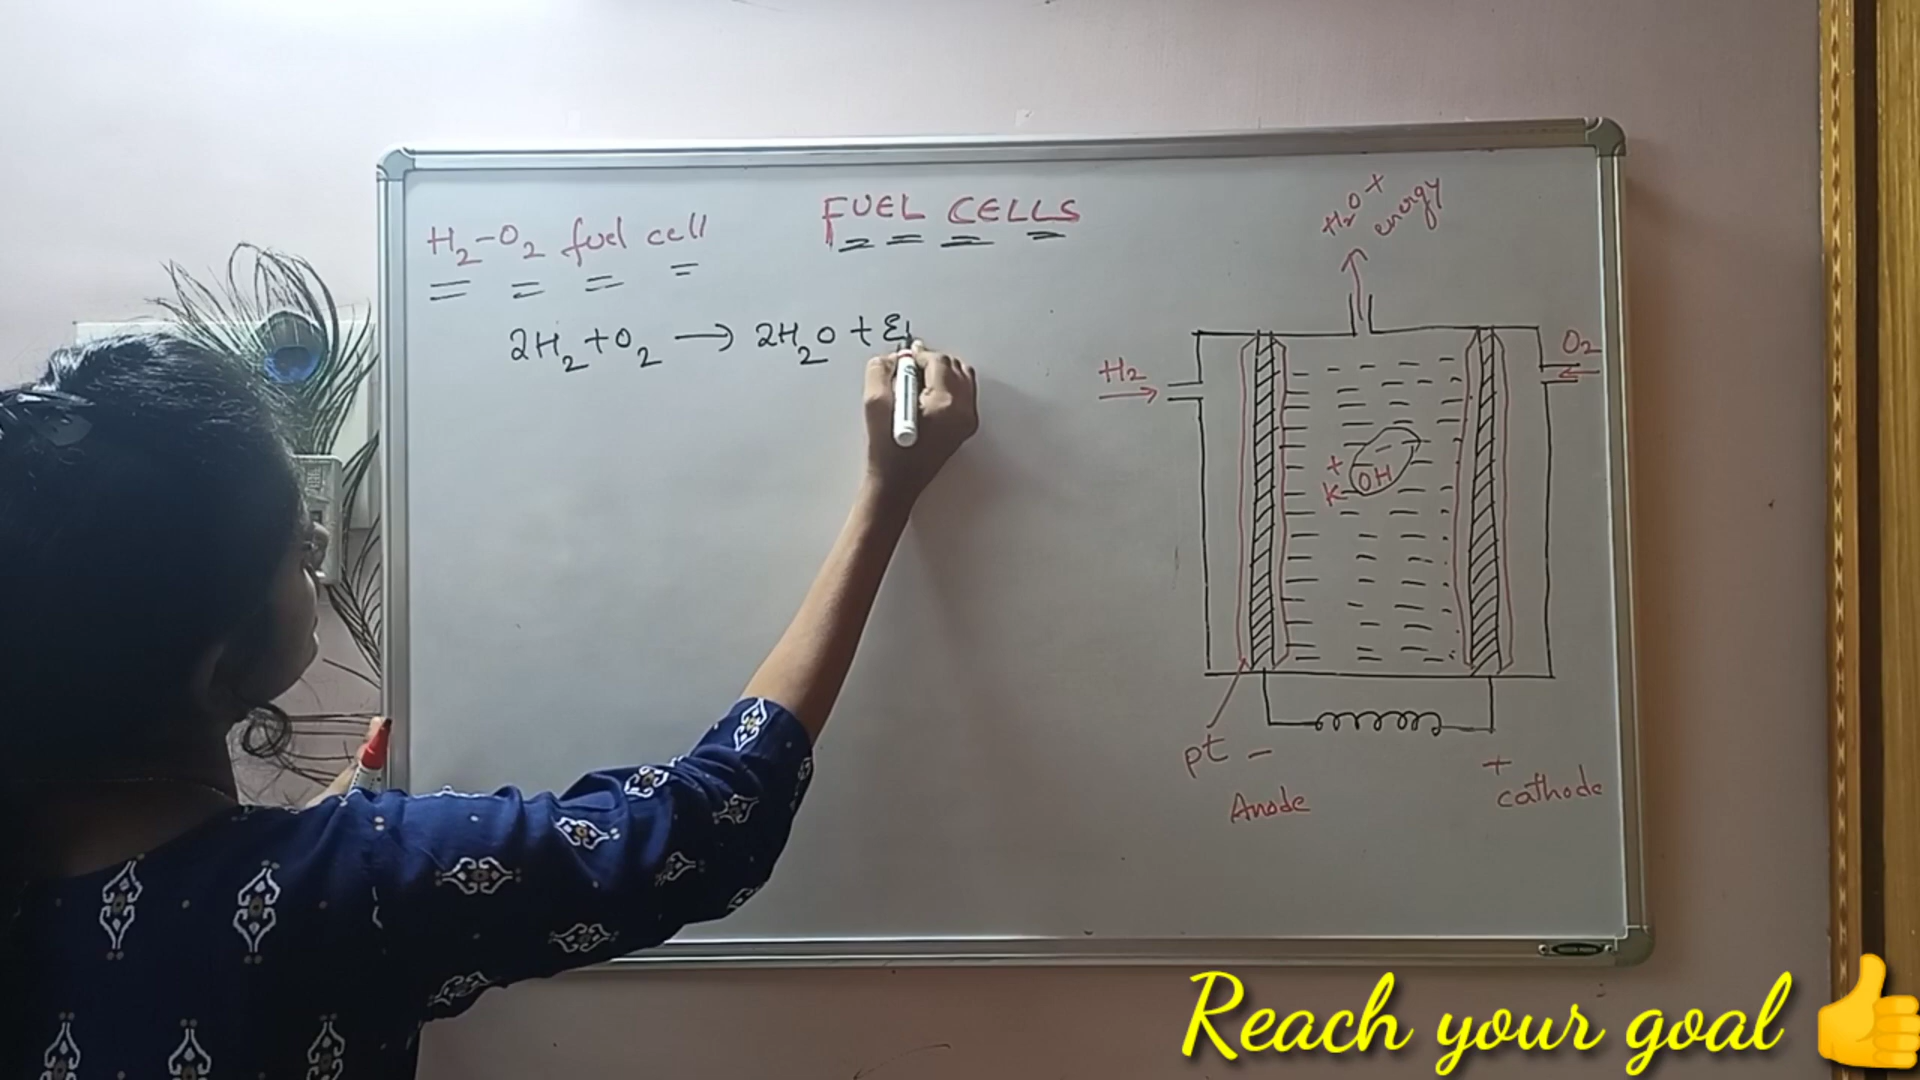 FUEL CELLS
H₂-O₂ fuel cell
2H₂+O₂ → 2H₂O + E
H₂O +
energy
H₂
O₂
+ -
K OH
pt -
+
Anode
cathode
Reach your goal 👍